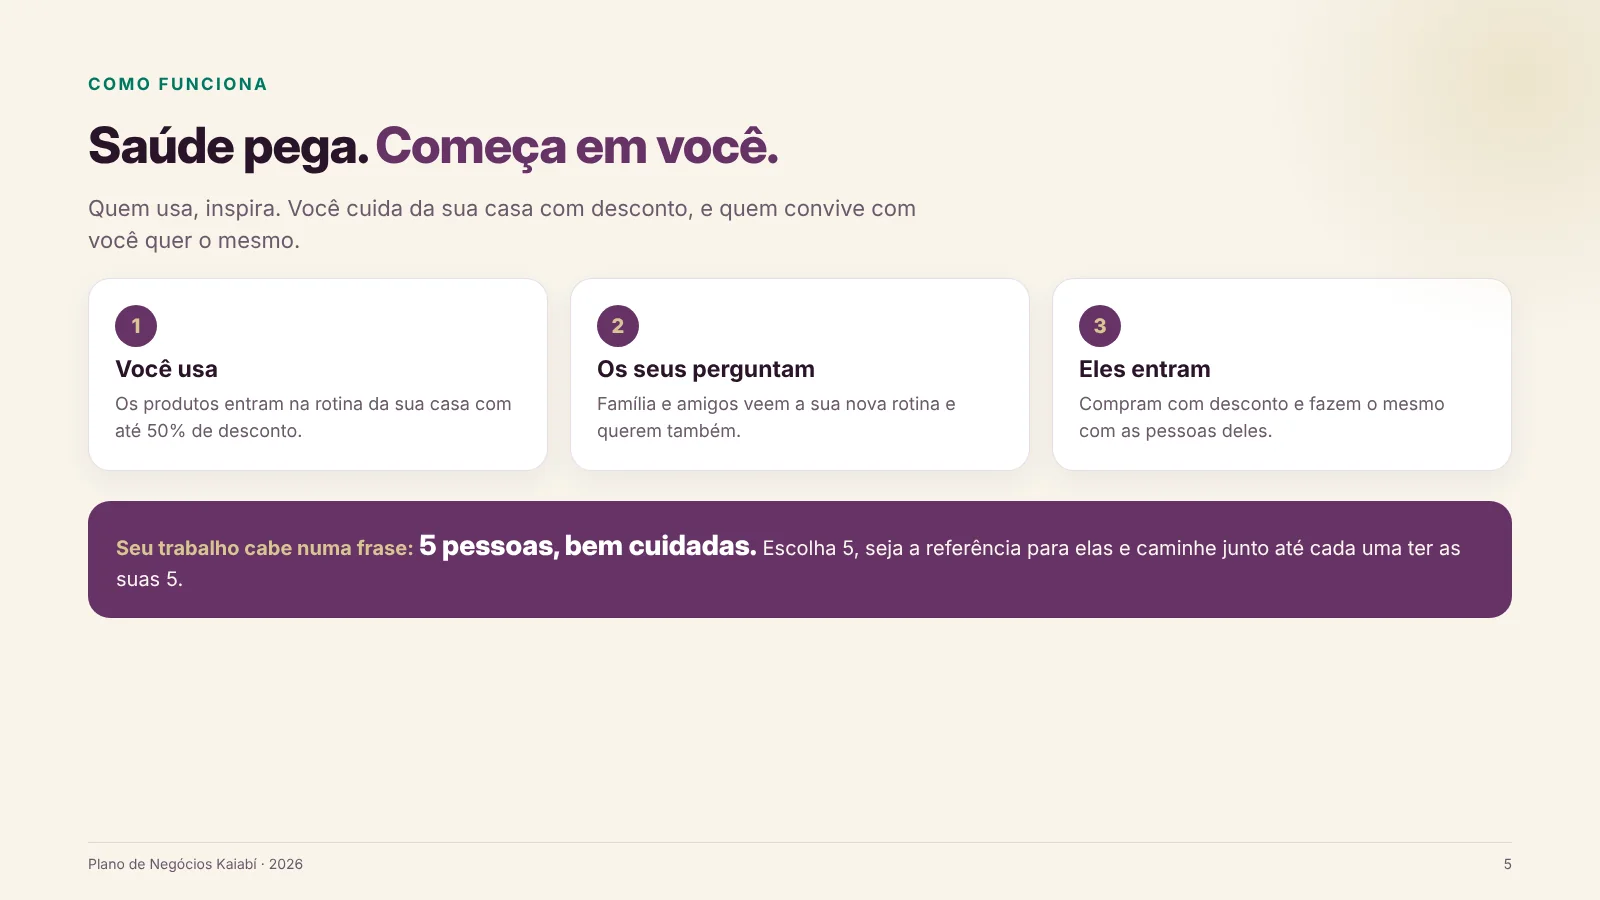 COMO FUNCIONA
Saúde pega. Começa em você.
Quem usa, inspira. Você cuida da sua casa com desconto, e quem convive com
você quer o mesmo.
1
Você usa
Os produtos entram na rotina da sua casa com
até 50% de desconto.
2
Os seus perguntam
Família e amigos veem a sua nova rotina e
querem também.
3
Eles entram
Compram com desconto e fazem o mesmo
com as pessoas deles.
Seu trabalho cabe numa frase: 5 pessoas, bem cuidadas. Escolha 5, seja a referência para elas e caminhe junto até cada uma ter as
suas 5.
Plano de Negócios Kaiabí · 2026
5